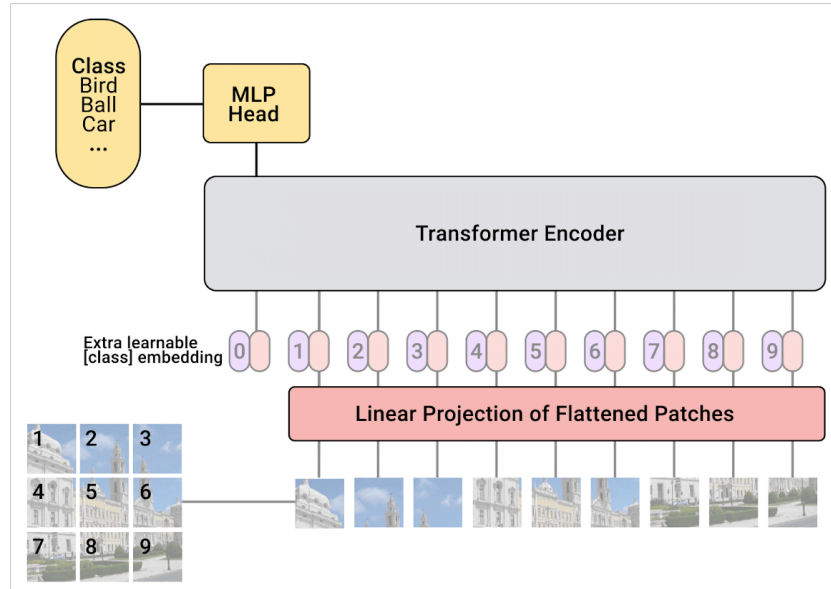 Class
Bird
Ball
Car
...
MLP
Head
Transformer Encoder
Extra learnable
[class] embedding
0 1 2 3 4 5 6 7 8 9
Linear Projection of Flattened Patches
1 2 3
4 5 6
7 8 9